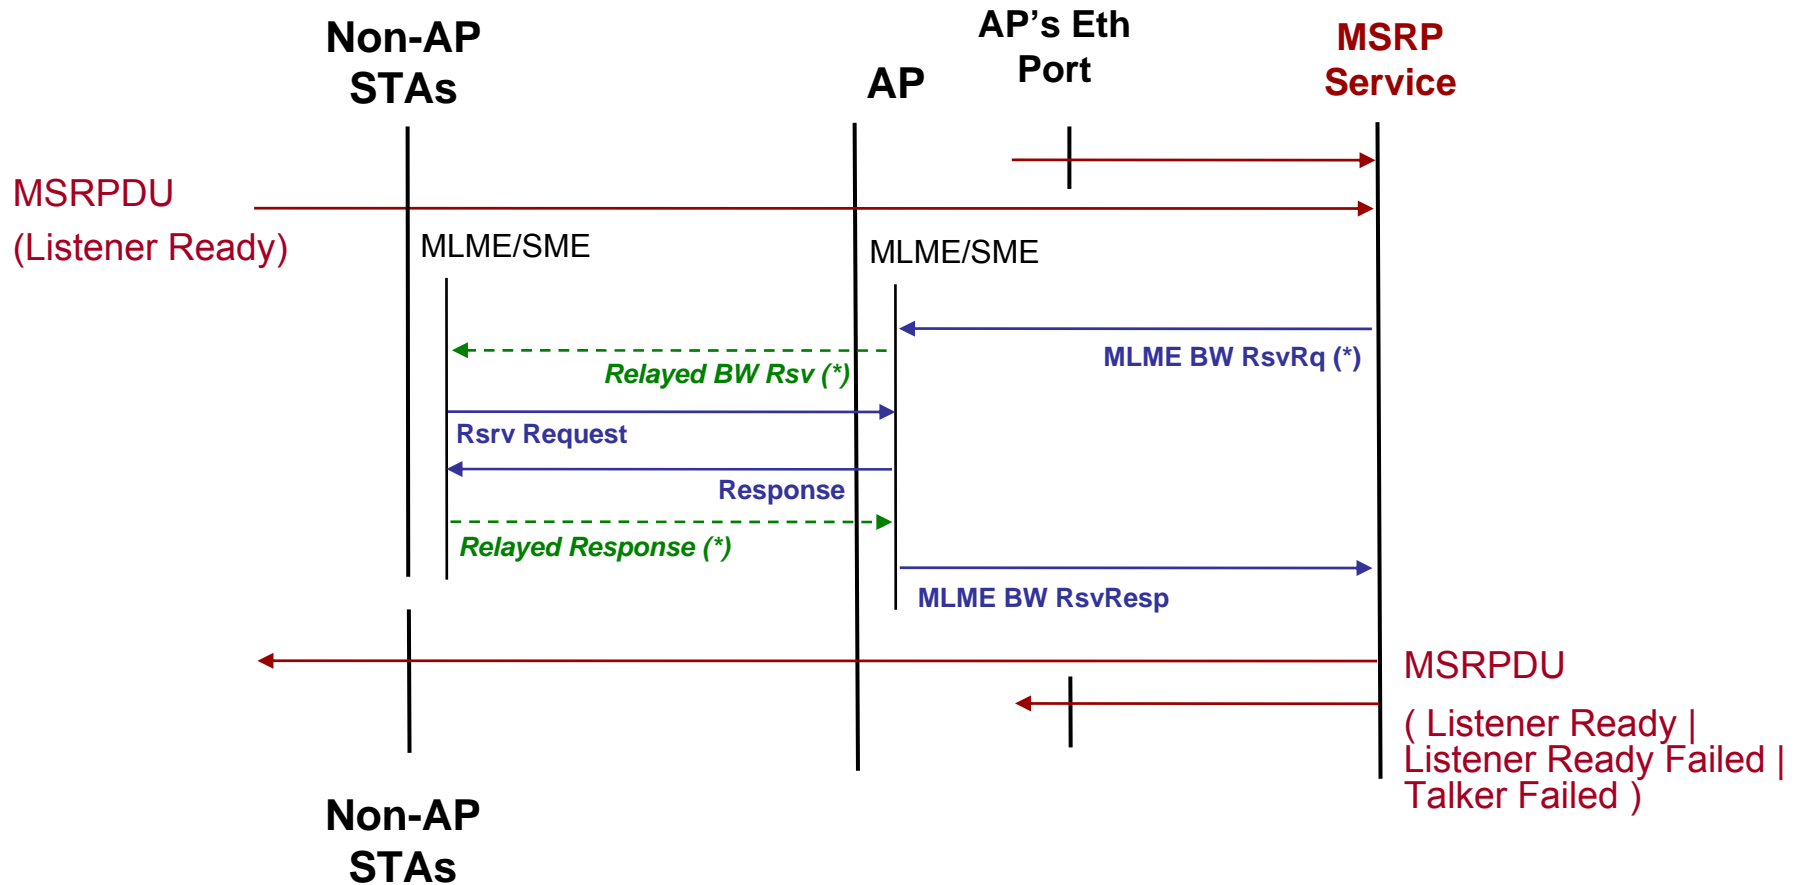 Non-AP
STAs
AP
AP’s Eth
Port
MSRP
Service
MSRPDU
(Listener Ready)
MLME/SME
MLME/SME
MLME BW RsvRq (*)
Relayed BW Rsv (*)
Rsrv Request
Response
Relayed Response (*)
MLME BW RsvResp
MSRPDU
( Listener Ready |
Listener Ready Failed |
Talker Failed )
Non-AP
STAs